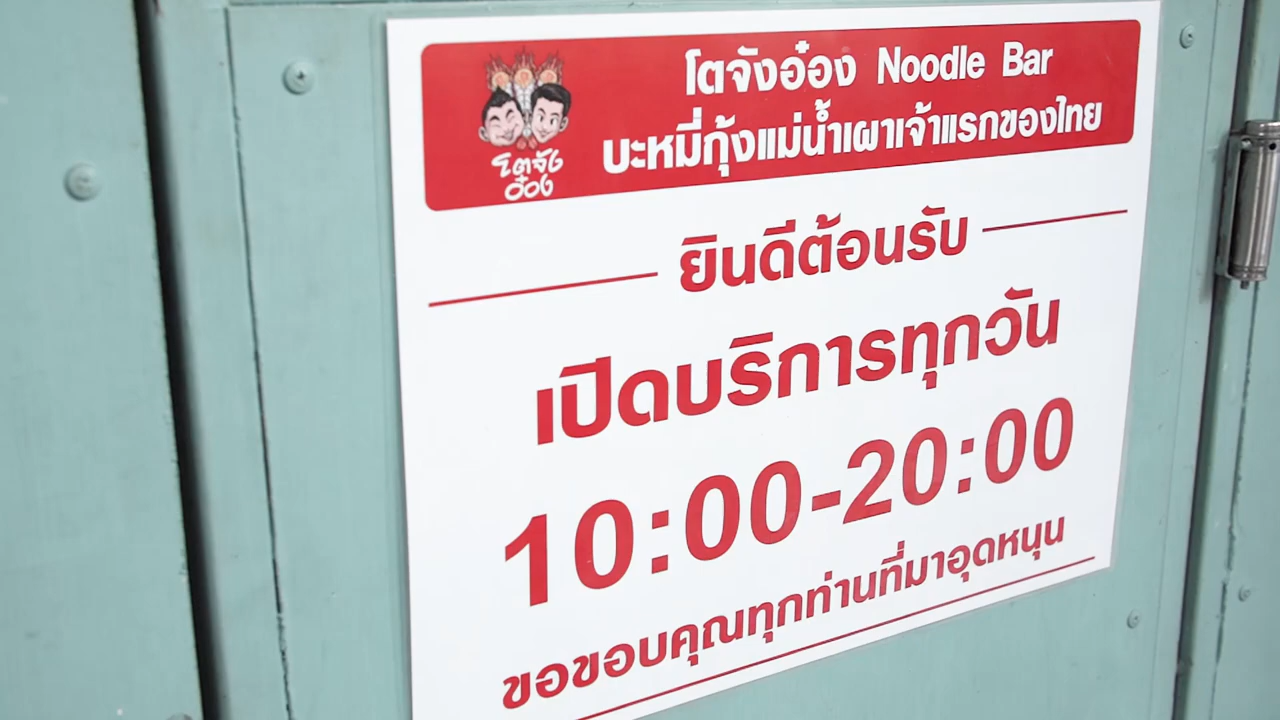 โตจังอ๋อง Noodle Bar
บะหมี่กุ้งแม่น้ำเผาเจ้าแรกของไทย
โตจัง
อ๋อง
ยินดีต้อนรับ
เปิดบริการทุกวัน
10:00-20:00
ขอขอบคุณทุกท่านที่มาอุดหนุน